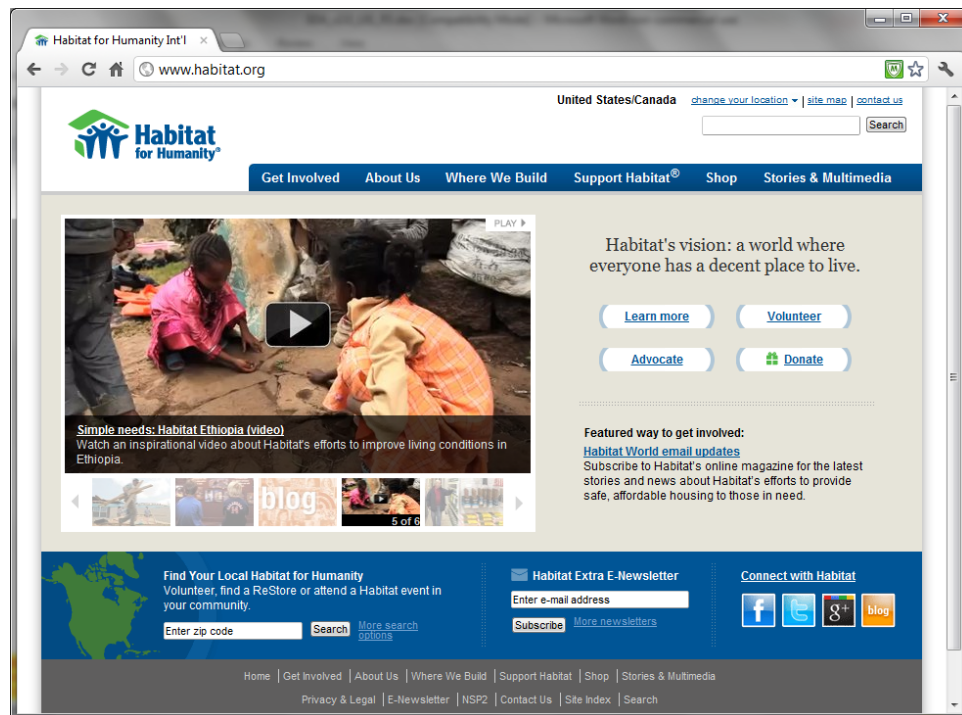 Habitat for Humanity Int'l
www.habitat.org
United States/Canada change your location | site map | contact us
Search
Habitat
for Humanity®
Get Involved About Us Where We Build Support Habitat® Shop Stories & Multimedia
PLAY
Habitat's vision: a world where
everyone has a decent place to live.
Learn more Volunteer
Advocate Donate
Simple needs: Habitat Ethiopia (video)
Watch an inspirational video about Habitat's efforts to improve living conditions in
Ethiopia.
blog
5 of 6
Featured way to get involved:
Habitat World email updates
Subscribe to Habitat's online magazine for the latest
stories and news about Habitat's efforts to provide
safe, affordable housing to those in need.
Find Your Local Habitat for Humanity
Volunteer, find a ReStore or attend a Habitat event in
your community.
Enter zip code Search More search
options
Habitat Extra E-Newsletter
Enter e-mail address
Subscribe More newsletters
Connect with Habitat
f t g+ blog
Home | Get Involved | About Us | Where We Build | Support Habitat | Shop | Stories & Multimedia
Privacy & Legal | E-Newsletter | NSP2 | Contact Us | Site Index | Search